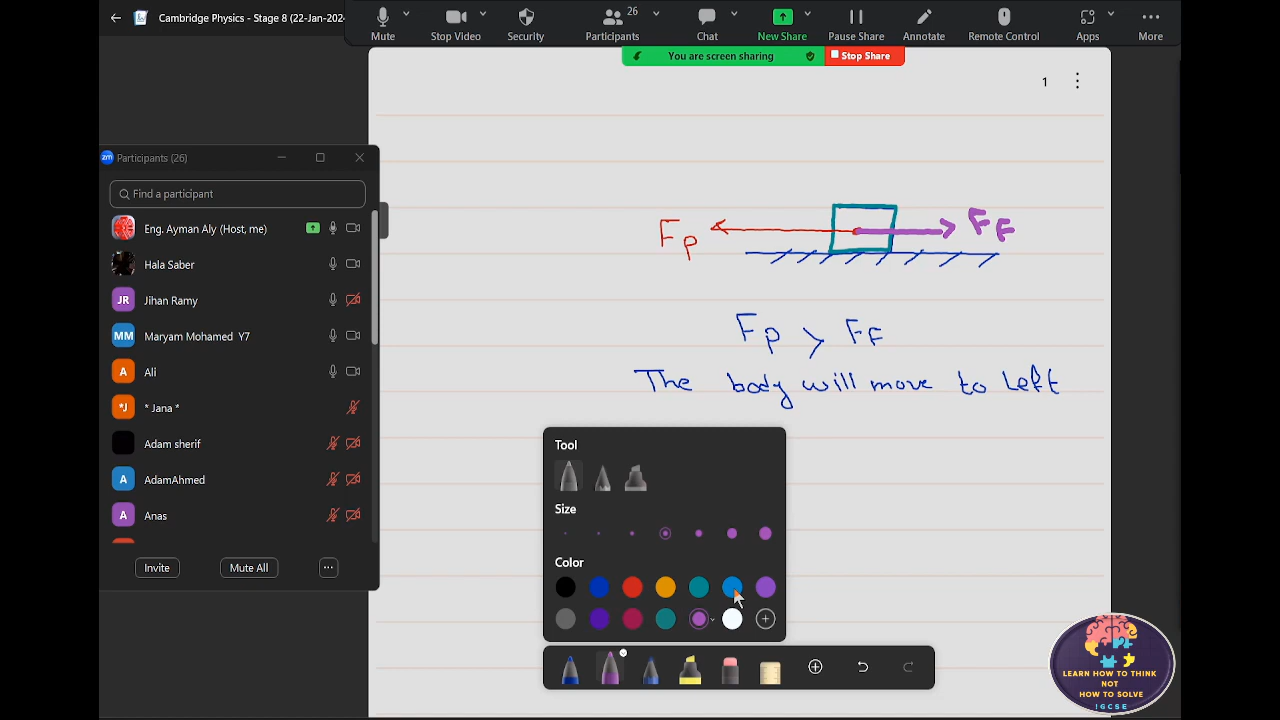 Cambridge Physics - Stage 8 (22-Jan-202
Mute
Stop Video
Security
26
Participants
Chat
New Share
Pause Share
Annotate
Remote Control
Apps
More
You are screen sharing
Stop Share
1
Participants (26)
Find a participant
Eng. Ayman Aly (Host, me)
Hala Saber
JR Jihan Ramy
MM Maryam Mohamed Y7
A Ali
*J * Jana *
Adam sherif
A AdamAhmed
A Anas
Invite
Mute All
FP
FF
FP > FF
The body will move to left
Tool
Size
Color
LEARN HOW TO THINK
NOT
HOW TO SOLVE
!GCSE